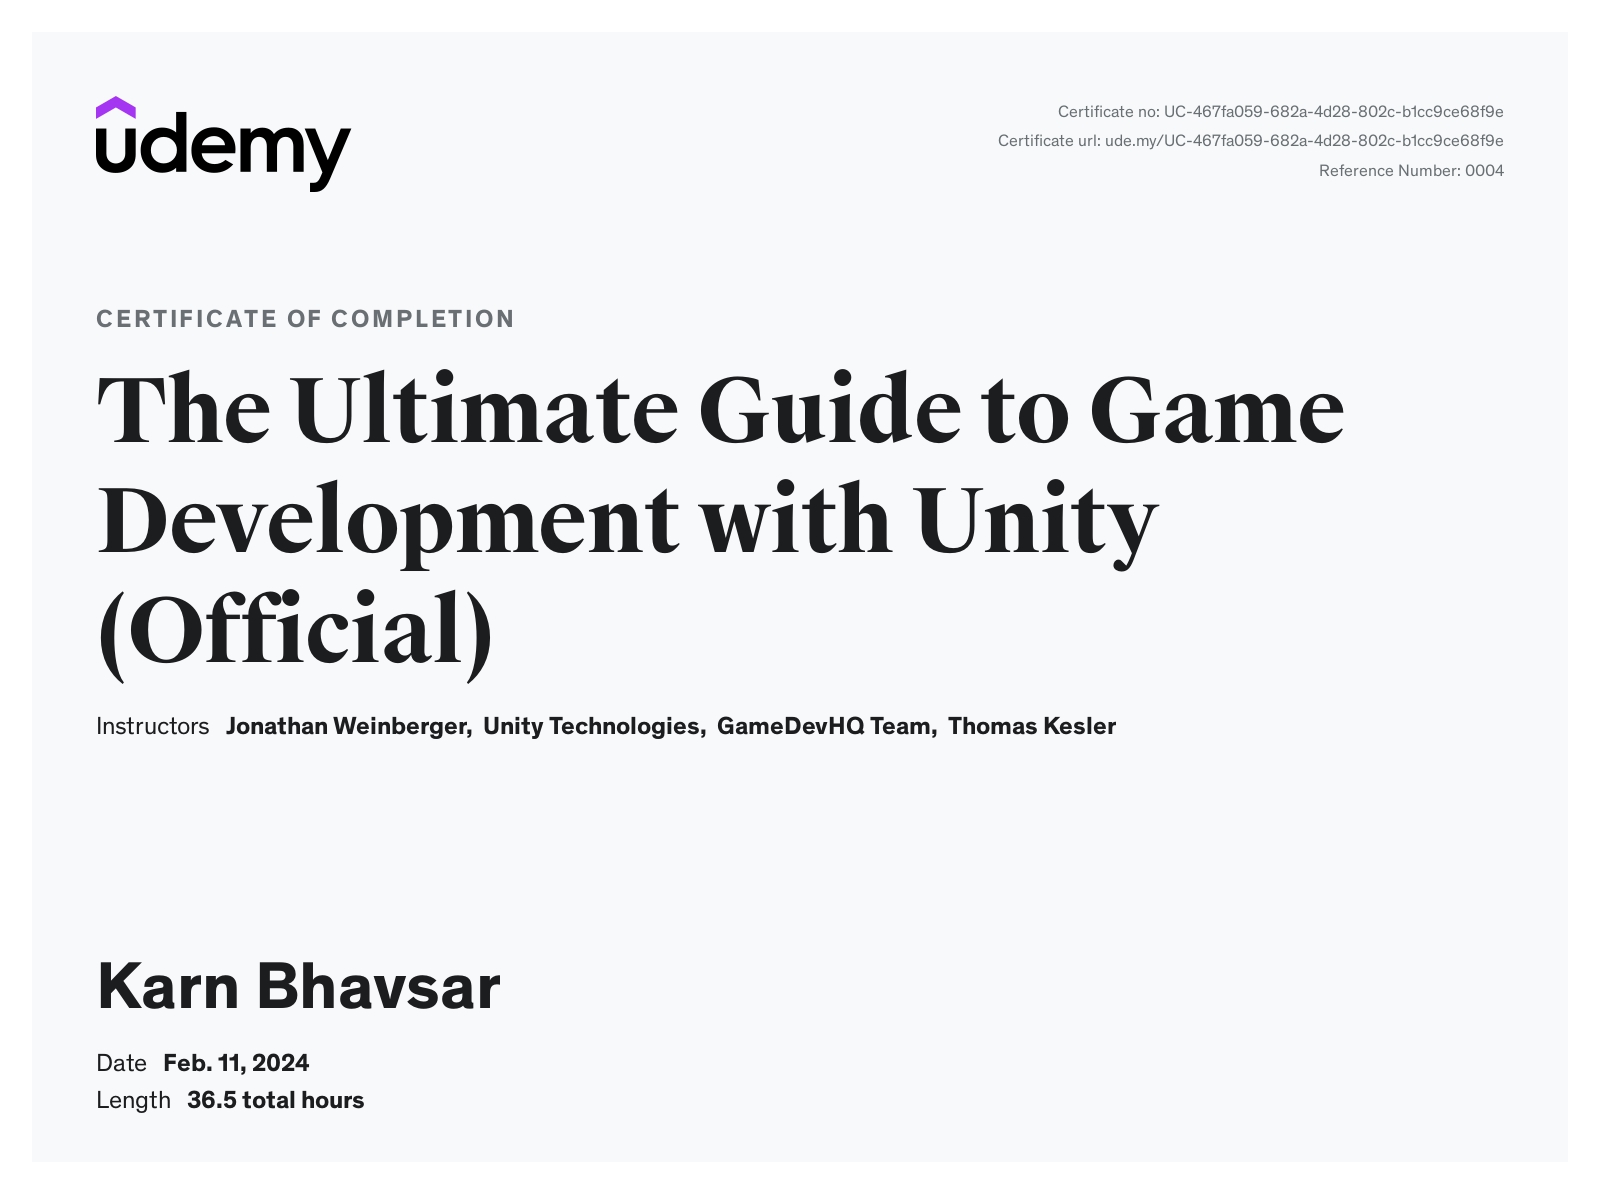 udemy
Certificate no: UC-467fa059-682a-4d28-802c-b1cc9ce68f9e
Certificate url: ude.my/UC-467fa059-682a-4d28-802c-b1cc9ce68f9e
Reference Number: 0004
CERTIFICATE OF COMPLETION
The Ultimate Guide to Game
Development with Unity
(Official)
Instructors Jonathan Weinberger, Unity Technologies, GameDevHQ Team, Thomas Kesler
Karn Bhavsar
Date Feb. 11, 2024
Length 36.5 total hours